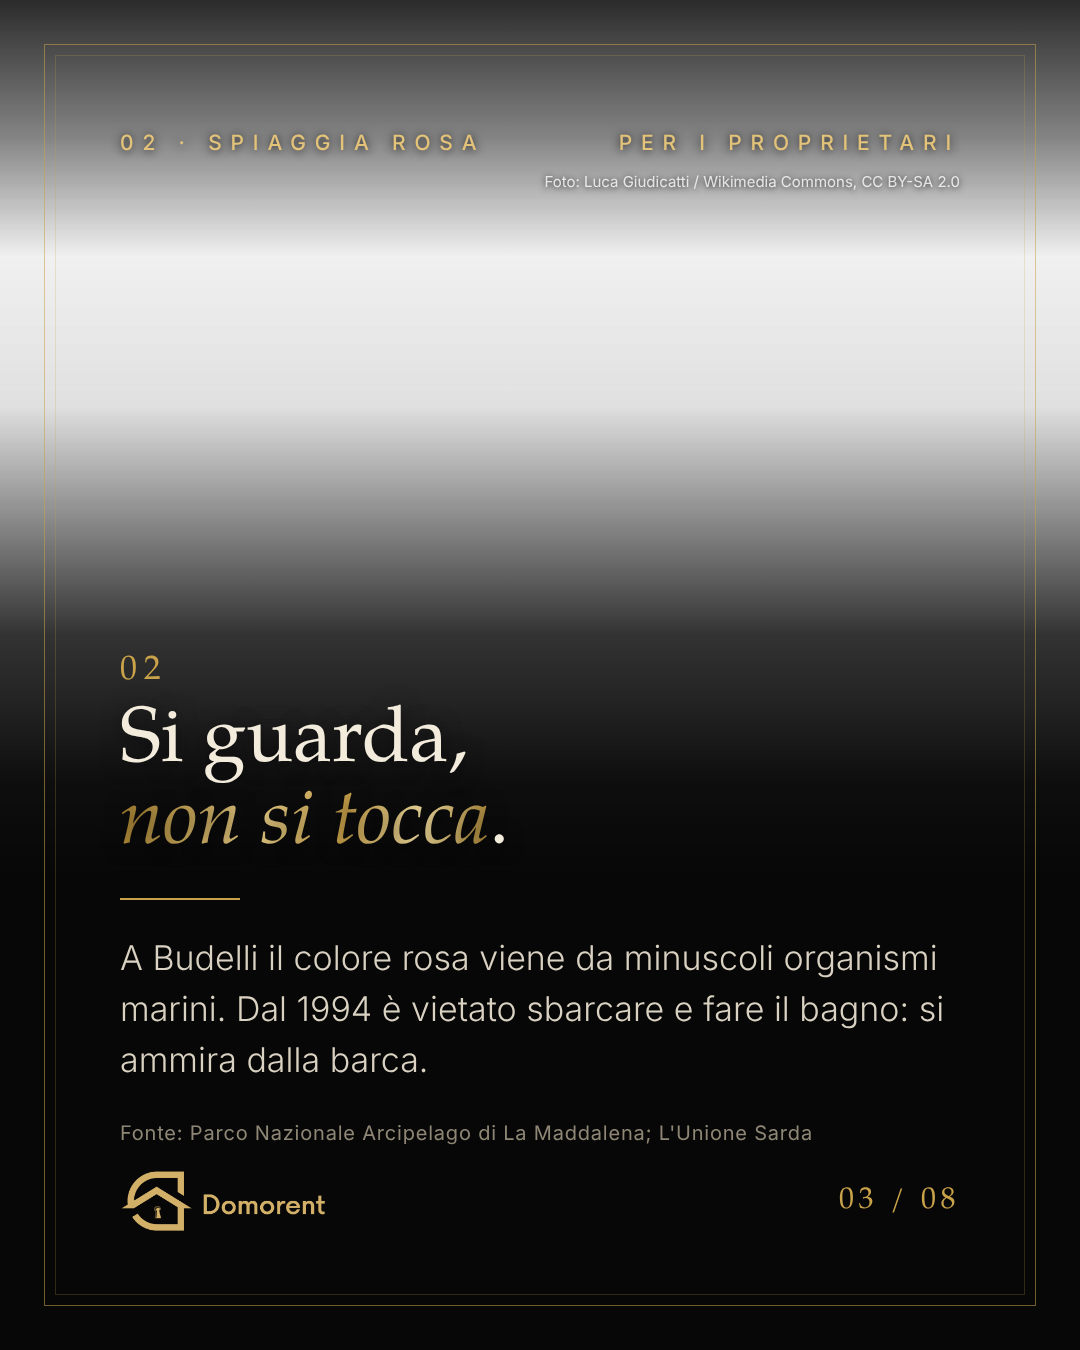 02 · SPIAGGIA ROSA
PER I PROPRIETARI
Foto: Luca Giudicatti / Wikimedia Commons, CC BY-SA 2.0
02
Si guarda,
non si tocca.
A Budelli il colore rosa viene da minuscoli organismi
marini. Dal 1994 è vietato sbarcare e fare il bagno: si
ammira dalla barca.
Fonte: Parco Nazionale Arcipelago di La Maddalena; L'Unione Sarda
Domorent
03 / 08